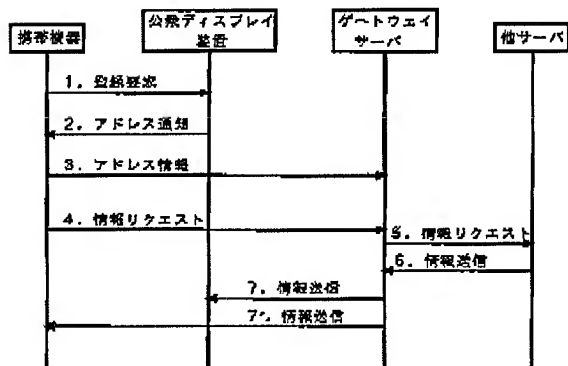 携帯機器
公衆ディスプレイ
装置
ゲートウェイ
サーバ
他サーバ
1. 登録要求
2. アドレス通知
3. アドレス情報
4. 情報リクエスト
5. 情報リクエスト
6. 情報送信
7. 情報送信
7'. 情報送信